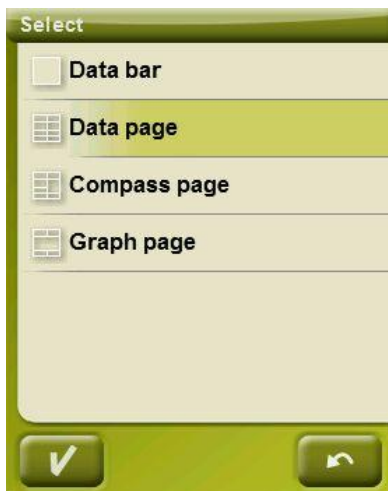 Select
Data bar
Data page
Compass page
Graph page